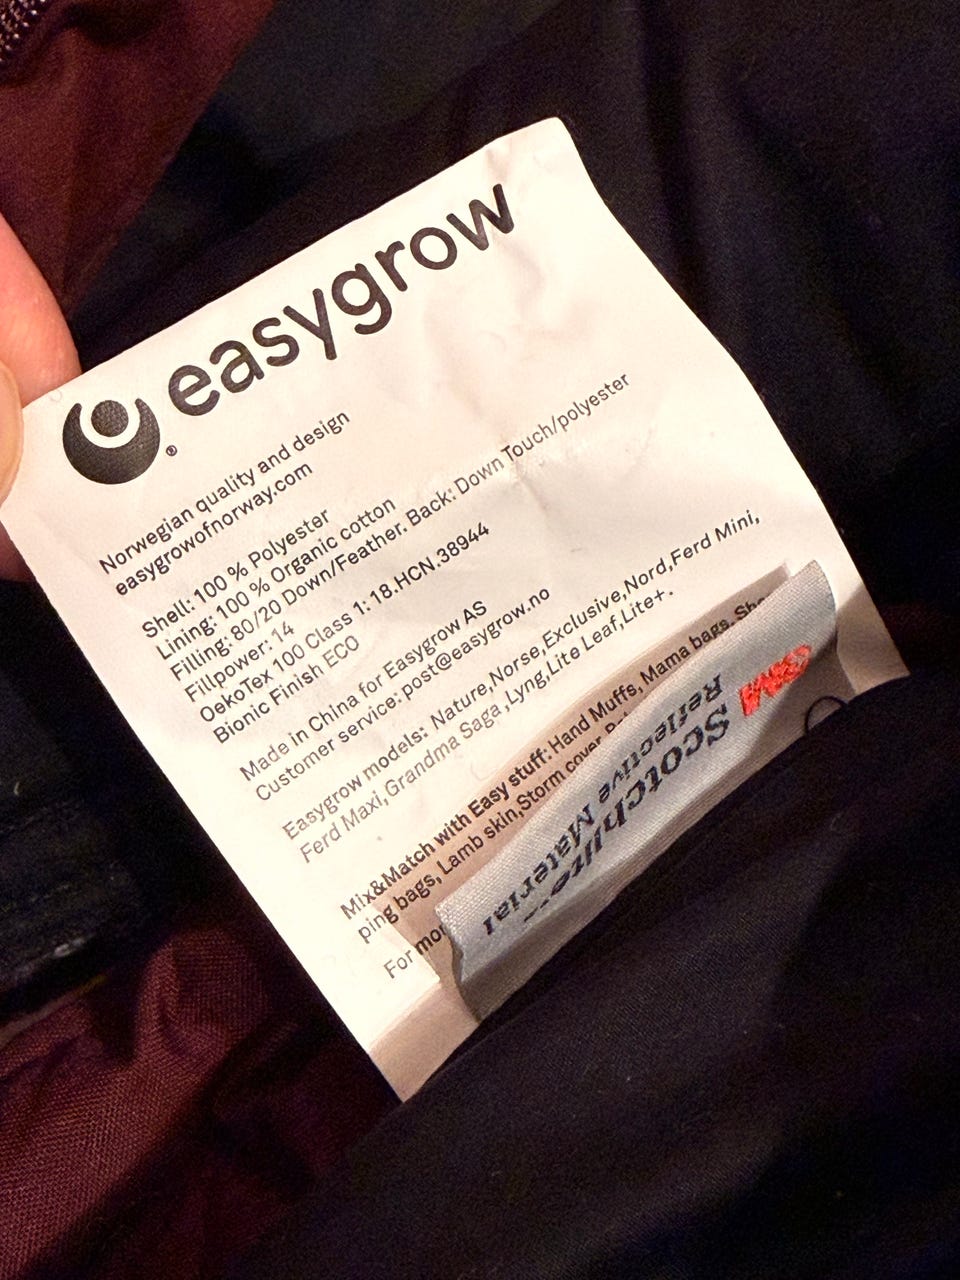 easygrow
®
Norwegian quality and design
easygrowofnorway.com
Shell: 100 % Polyester
Lining: 100 % Organic cotton
Filling: 80/20 Down/Feather. Back: Down Touch/polyester
Fillpower: 14
OekoTex 100 Class 1: 18.HCN.38944
Bionic Finish ECO
Made in China for Easygrow AS
Customer service: post@easygrow.no
Easygrow models: Nature,Norse,Exclusive,Nord,Ferd Mini,
Ferd Maxi,Grandma Saga ,Lyng,Lite Leaf,Lite+.
Mix&Match with Easy stuff: Hand Muffs, Mama bags,
ping bags, Lamb skin,Storm cover
For
3M
Scotchlite™
Reflective Material